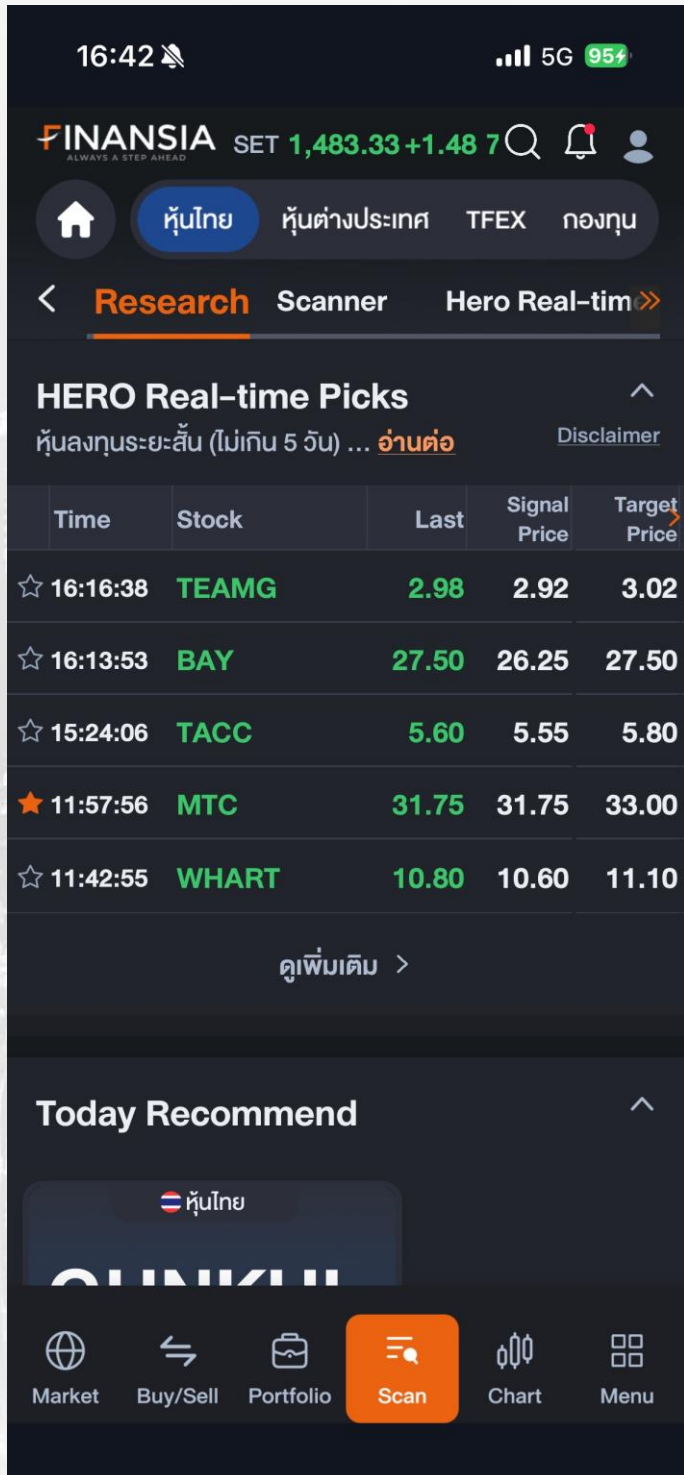 16:42 5G 95
FINANSIA SET 1,483.33 +1.48 7
ALWAYS A STEP AHEAD
หุ้นไทย หุ้นต่างประเทศ TFEX กองทุน
Research Scanner Hero Real-time
HERO Real-time Picks
หุ้นลงทุนระยะสั้น (ไม่เกิน 5 วัน) ... อ่านต่อ Disclaimer
Time Stock Last Signal Price Target Price
16:16:38 TEAMG 2.98 2.92 3.02
16:13:53 BAY 27.50 26.25 27.50
15:24:06 TACC 5.60 5.55 5.80
11:57:56 MTC 31.75 31.75 33.00
11:42:55 WHART 10.80 10.60 11.10
ดูเพิ่มเติม >
Today Recommend
หุ้นไทย
Market Buy/Sell Portfolio Scan Chart Menu